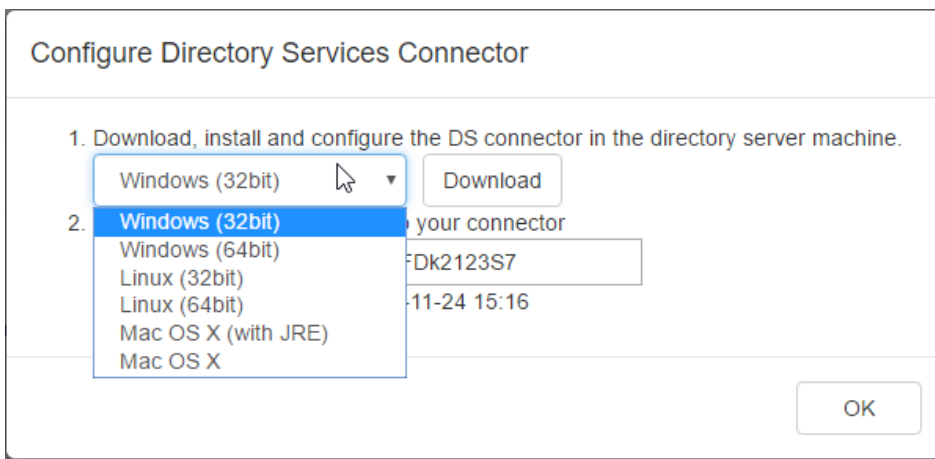 Configure Directory Services Connector
1. Download, install and configure the DS connector in the directory server machine.
Windows (32bit) Download
2. Windows (32bit) your connector
Windows (64bit) FDk2123S7
Linux (32bit)
Linux (64bit) -11-24 15:16
Mac OS X (with JRE)
Mac OS X
OK